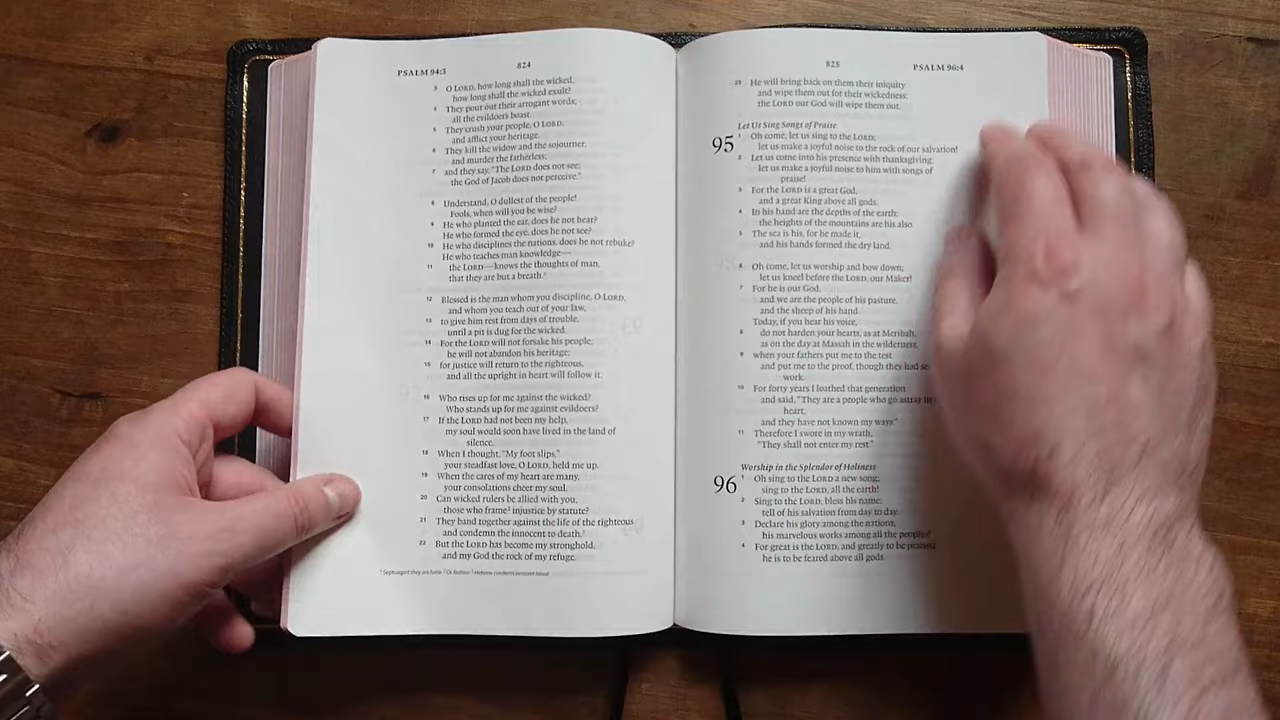 PSALM 94:3
824
3 O LORD, how long shall the wicked,
how long shall the wicked exult?
4 They pour out their arrogant words;
all the evildoers boast.
5 They crush your people, O LORD,
and afflict your heritage.
6 They kill the widow and the sojourner,
and murder the fatherless;
7 and they say, "The LORD does not see;
the God of Jacob does not perceive."
8 Understand, O dullest of the people!
Fools, when will you be wise?
9 He who planted the ear, does he not hear?
He who formed the eye, does he not see?
10 He who disciplines the nations, does he not rebuke?
He who teaches man knowledge—
11 the LORD—knows the thoughts of man,
that they are but a breath.¹
12 Blessed is the man whom you discipline, O LORD,
and whom you teach out of your law,
13 to give him rest from days of trouble,
until a pit is dug for the wicked.
14 For the LORD will not forsake his people;
he will not abandon his heritage;
15 for justice will return to the righteous,
and all the upright in heart will follow it.
16 Who rises up for me against the wicked?
Who stands up for me against evildoers?
17 If the LORD had not been my help,
my soul would soon have lived in the land of
silence.
18 When I thought, "My foot slips,"
your steadfast love, O LORD, held me up.
19 When the cares of my heart are many,
your consolations cheer my soul.
20 Can wicked rulers be allied with you,
those who frame² injustice by statute?
21 They band together against the life of the righteous
and condemn the innocent to death.³
22 But the LORD has become my stronghold,
and my God the rock of my refuge.
¹ Septuagint they are futile ² Or fashion ³ Hebrew condemn innocent blood
825
PSALM 96:4
23 He will bring back on them their iniquity
and wipe them out for their wickedness;
the LORD our God will wipe them out.
Let Us Sing Songs of Praise
95 1 Oh come, let us sing to the LORD;
let us make a joyful noise to the rock of our salvation!
2 Let us come into his presence with thanksgiving;
let us make a joyful noise to him with songs of
praise!
3 For the LORD is a great God,
and a great King above all gods.
4 In his hand are the depths of the earth;
the heights of the mountains are his also.
5 The sea is his, for he made it,
and his hands formed the dry land.
6 Oh come, let us worship and bow down;
let us kneel before the LORD, our Maker!
7 For he is our God,
and we are the people of his pasture,
and the sheep of his hand.
Today, if you hear his voice,
8 do not harden your hearts, as at Meribah,
as on the day at Massah in the wilderness,
9 when your fathers put me to the test
and put me to the proof, though they had se
work.
10 For forty years I loathed that generation
and said, "They are a people who go astray in
heart,
and they have not known my ways."
11 Therefore I swore in my wrath,
"They shall not enter my rest."
Worship in the Splendor of Holiness
96 1 Oh sing to the LORD a new song;
sing to the LORD, all the earth!
2 Sing to the LORD, bless his name;
tell of his salvation from day to day.
3 Declare his glory among the nations,
his marvelous works among all the peoples!
4 For great is the LORD, and greatly to be praised;
he is to be feared above all gods.